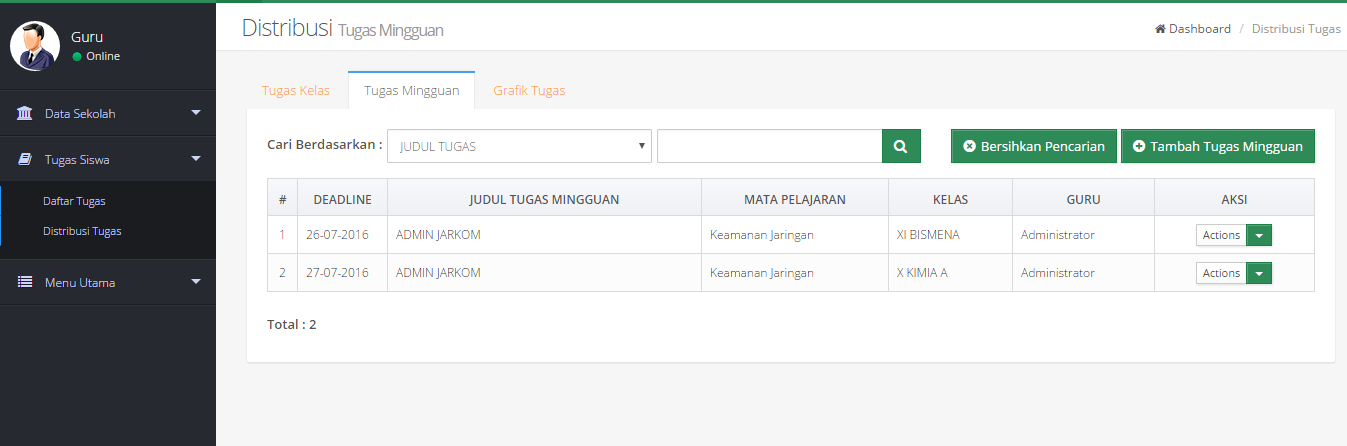 Guru
Online
Data Sekolah
Tugas Siswa
Daftar Tugas
Distribusi Tugas
Menu Utama
Distribusi Tugas Mingguan
Dashboard / Distribusi Tugas
Tugas Kelas Tugas Mingguan Grafik Tugas
Cari Berdasarkan : JUDUL TUGAS Bersihkan Pencarian Tambah Tugas Mingguan
# DEADLINE JUDUL TUGAS MINGGUAN MATA PELAJARAN KELAS GURU AKSI
1 26-07-2016 ADMIN JARKOM Keamanan Jaringan XI BISMENA Administrator Actions
2 27-07-2016 ADMIN JARKOM Keamanan Jaringan X KIMIA A Administrator Actions
Total : 2